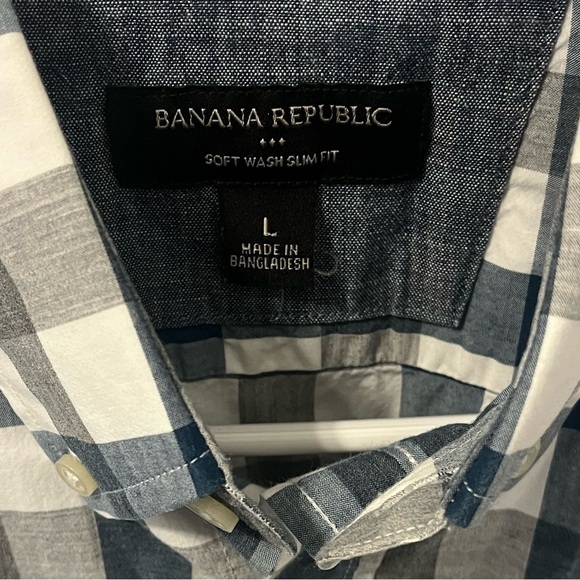 BANANA REPUBLIC
SOFT WASH SLIM FIT
L
MADE IN
BANGLADESH